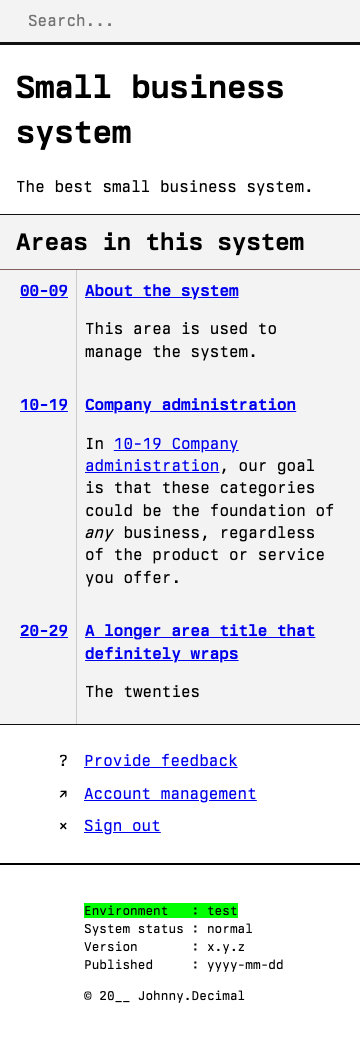 Search...
Small business
system
The best small business system.
Areas in this system
00-09 About the system
This area is used to
manage the system.
10-19 Company administration
In 10-19 Company
administration, our goal
is that these categories
could be the foundation of
any business, regardless
of the product or service
you offer.
20-29 A longer area title that
definitely wraps
The twenties
? Provide feedback
↗ Account management
× Sign out
Environment : test
System status : normal
Version : x.y.z
Published : yyyy-mm-dd
© 20__ Johnny.Decimal